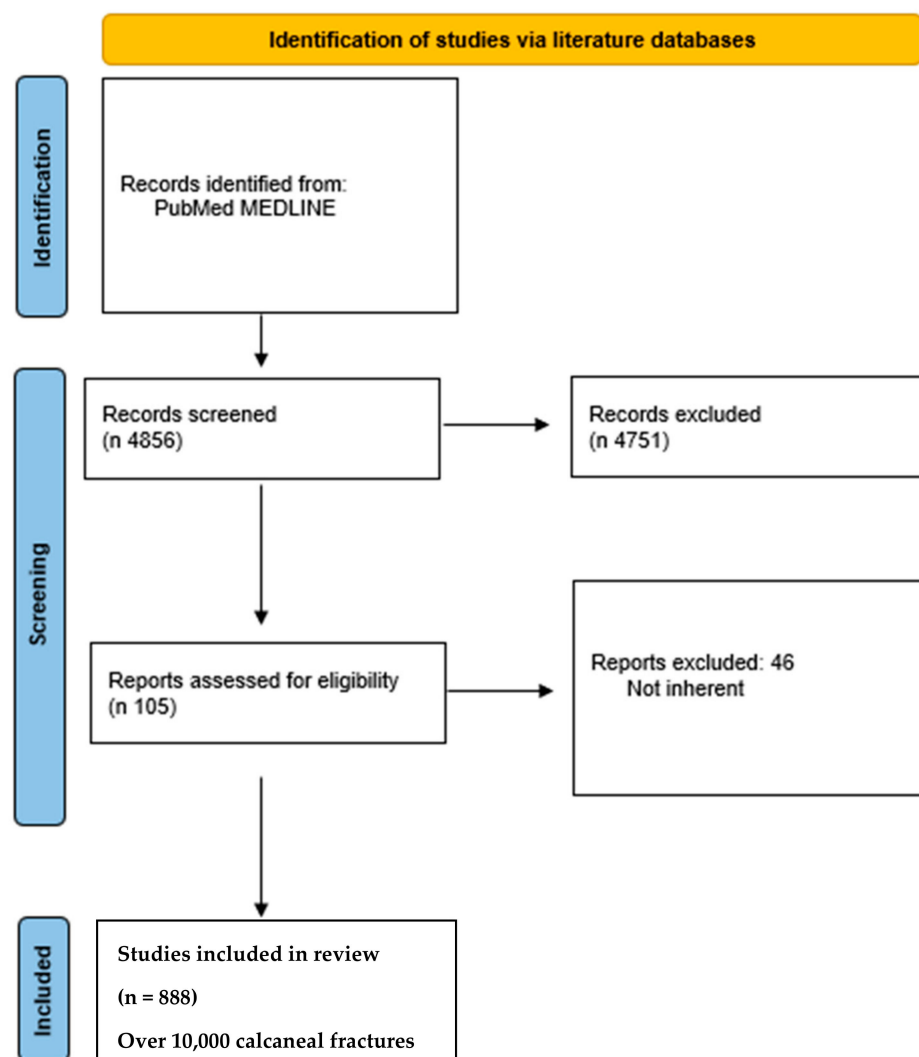 Identification of studies via literature databases
Identification
Records identified from:
PubMed MEDLINE
Screening
Records screened
(n 4856)
Records excluded
(n 4751)
Reports assessed for eligibility
(n 105)
Reports excluded: 46
Not inherent
Included
Studies included in review
(n = 888)
Over 10,000 calcaneal fractures